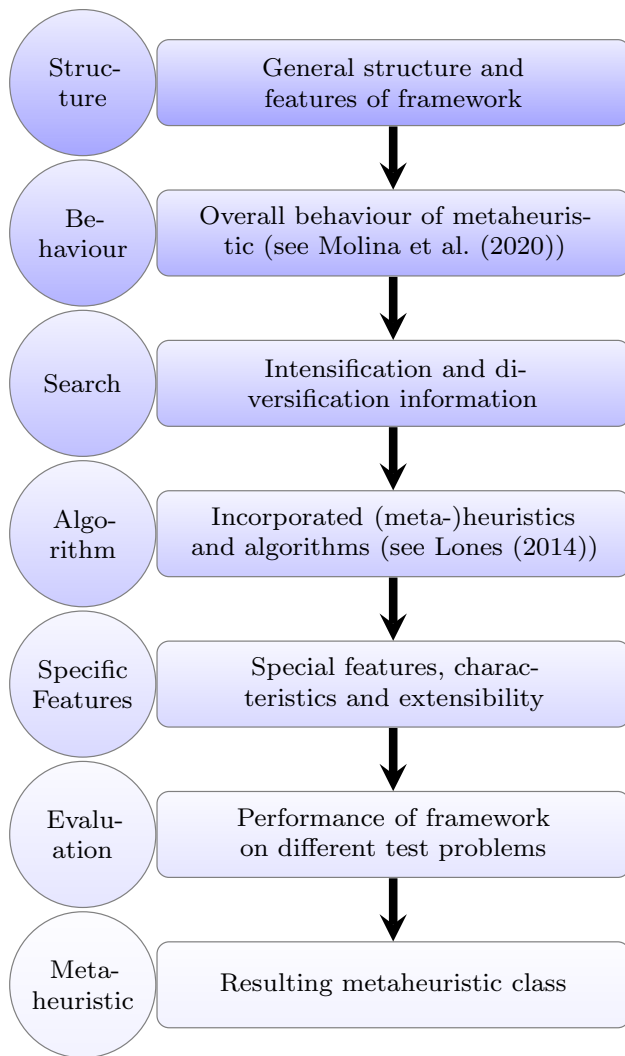 Struc-
ture
General structure and
features of framework
Be-
haviour
Overall behaviour of metaheuris-
tic (see Molina et al. (2020))
Search
Intensification and di-
versification information
Algo-
rithm
Incorporated (meta-)heuristics
and algorithms (see Lones (2014))
Specific
Features
Special features, charac-
teristics and extensibility
Evalu-
ation
Performance of framework
on different test problems
Meta-
heuristic
Resulting metaheuristic class